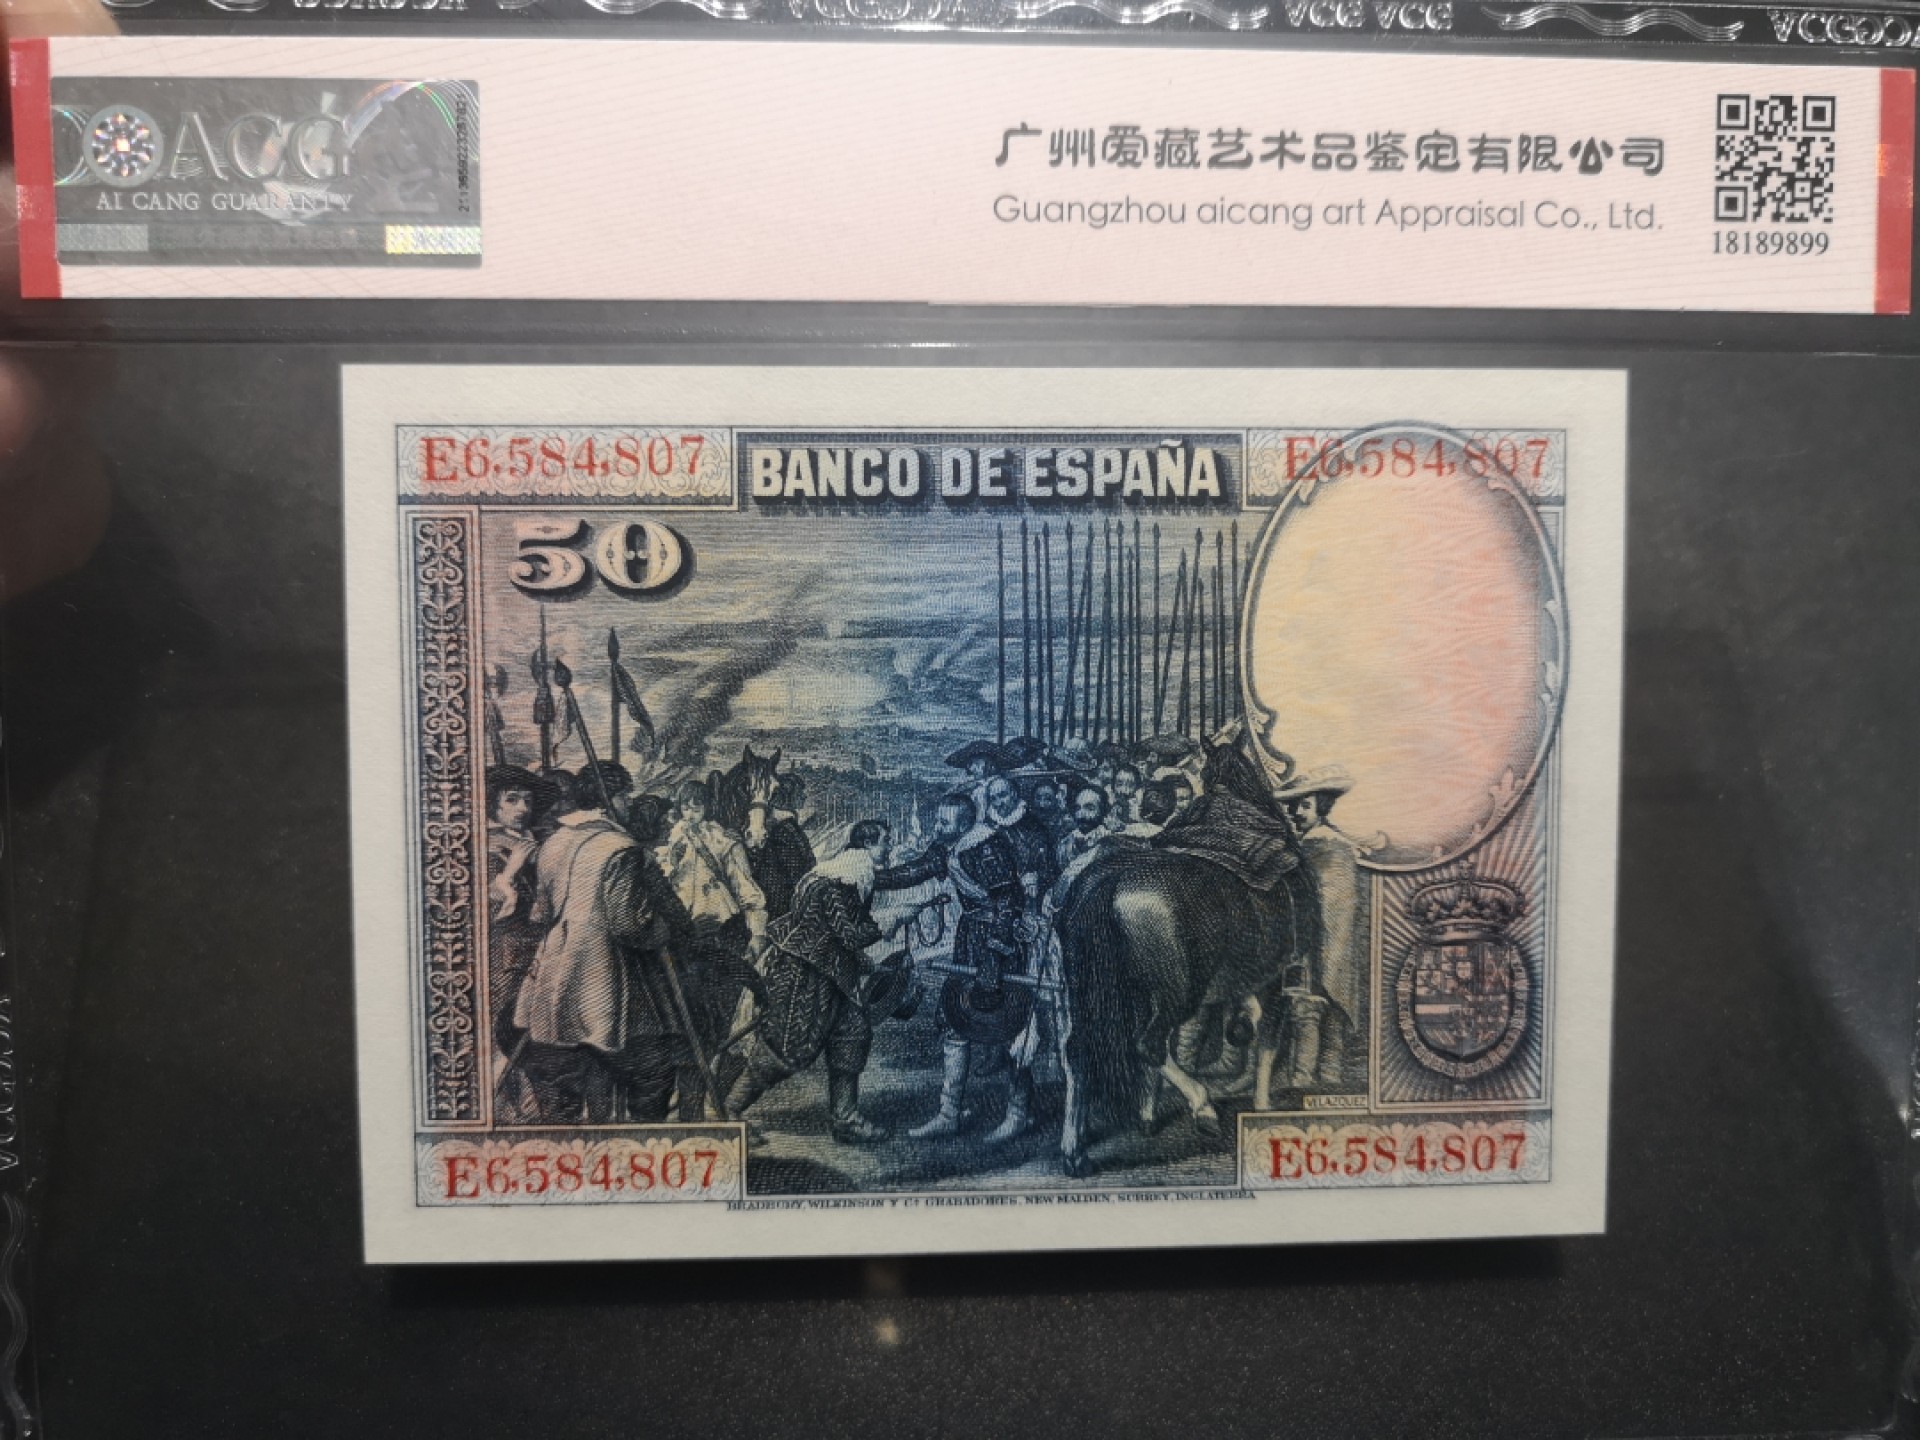 VCG VCG
ACG
AI CANG GUARANTY
广州爱藏艺术品鉴定有限公司
Guangzhou aicang art Appraisal Co., Ltd.
18189899
E6,584,807 BANCO DE ESPAÑA E6,584,807
50
VELAZQUEZ
E6,584,807 E6,584,807
BRADBURY, WILKINSON Y Cª GRABADORES, NEW MALDEN, SURREY, INGLATERRA